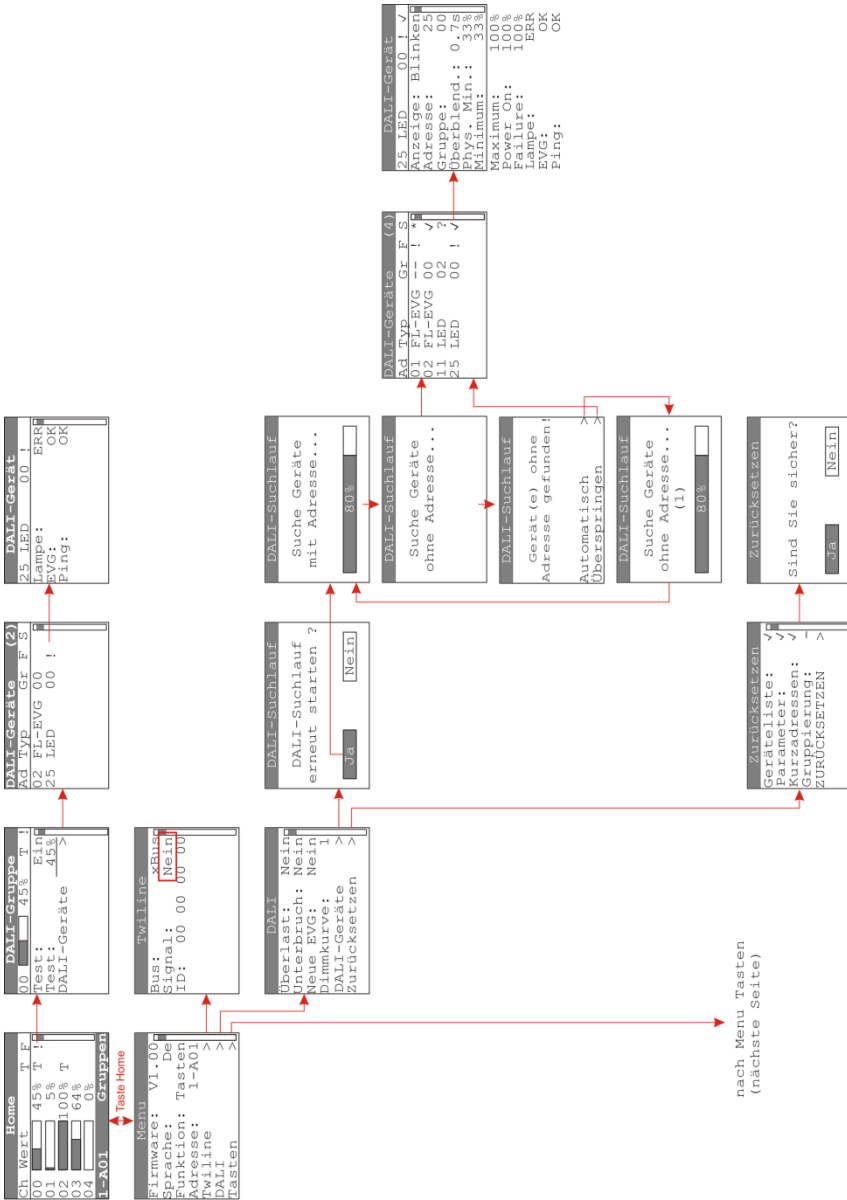 Home
Ch Wert T F
00 45% T !
01 5%
02 100% T
03 64%
04 0%
1-A01 Gruppen
Taste Home
Menu
Firmware: V1.00
Sprache: De
Funktion: Tasten
Adresse: 1-A01
Twiline >
DALI >
Tasten >
nach Menu Tasten
(nächste Seite)
DALI-Gruppe
00 45% T !
Test: Ein
Test: 45%
DALI-Geräte >
Twiline
Bus: xBus
Signal: Nein
ID: 00 00 00 00 00
DALI
Überlast: Nein
Unterbruch: Nein
Neue EVG: Nein
Dimmkurve: 1
DALI-Geräte >
Zurücksetzen >
DALI-Geräte (2)
Ad Typ Gr F S
02 FL-EVG 00
25 LED 00 !
DALI-Suchlauf
DALI-Suchlauf
erneut starten ?
Ja Nein
Zurücksetzen
Geräteliste: ✓
Parameter: ✓
Kurzadressen: ✓
Gruppierung: -
ZURÜCKSETZEN >
DALI-Gerät
25 LED 00 !
Lampe: ERR
EVG: OK
Ping: OK
DALI-Suchlauf
Suche Geräte
mit Adresse...
80%
DALI-Suchlauf
Suche Geräte
ohne Adresse...
DALI-Suchlauf
Gerät(e) ohne
Adresse gefunden!
Automatisch >
Überspringen >
DALI-Suchlauf
Suche Geräte
ohne Adresse...
(1)
80%
Zurücksetzen
Sind Sie sicher?
Ja Nein
DALI-Geräte (4)
Ad Typ Gr F S
01 FL-EVG -- ! *
02 FL-EVG 00 ✓
11 LED 02 ?
25 LED 00 ! ✓
DALI-Gerät
25 LED 00 ! ✓
Anzeige: Blinken
Adresse: 25
Gruppe: 00
Überblend.: 0.7s
Phys. Min.: 33%
Minimum: 33%
Maximum: 100%
Power On: 100%
Failure: 100%
Lampe: ERR
EVG: OK
Ping: OK